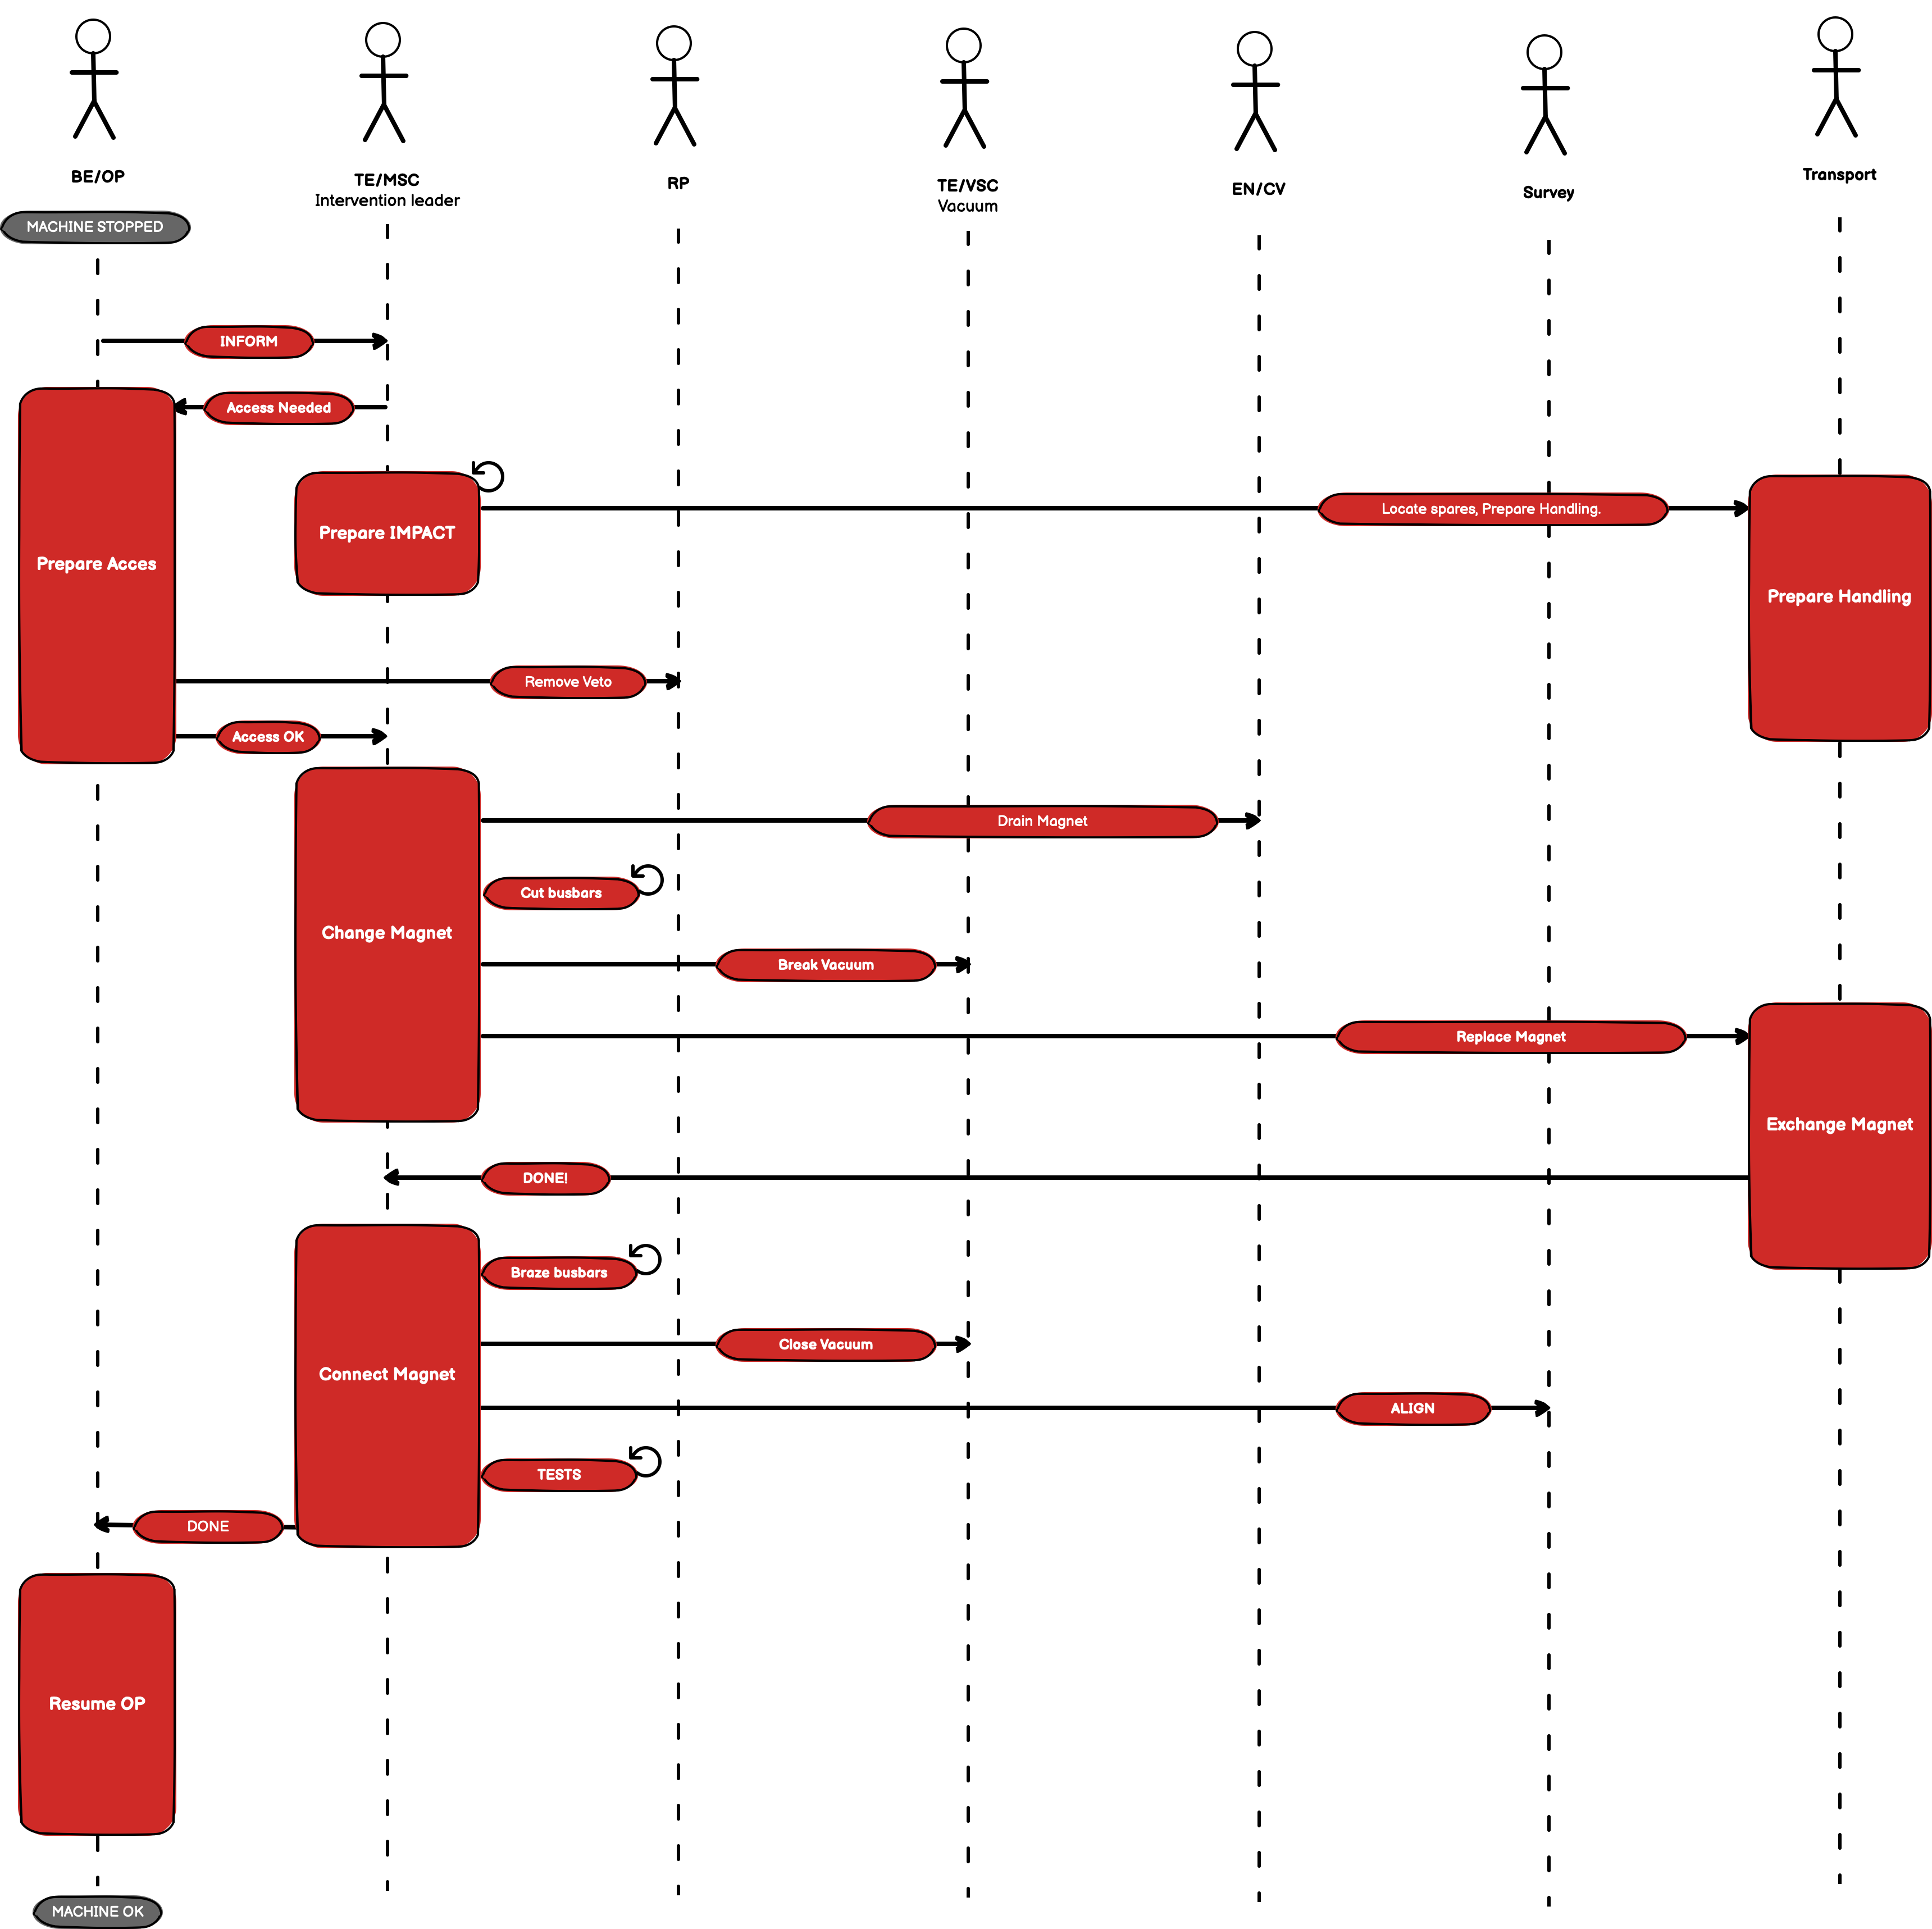 BE/OP
TE/MSC
Intervention leader
RP
TE/VSC
Vacuum
EN/CV
Survey
Transport
MACHINE STOPPED
INFORM
Access Needed
Prepare Acces
Prepare IMPACT
Locate spares, Prepare Handling.
Prepare Handling
Remove Veto
Access OK
Drain Magnet
Cut busbars
Change Magnet
Break Vacuum
Replace Magnet
Exchange Magnet
DONE!
Braze busbars
Close Vacuum
Connect Magnet
ALIGN
TESTS
DONE
Resume OP
MACHINE OK